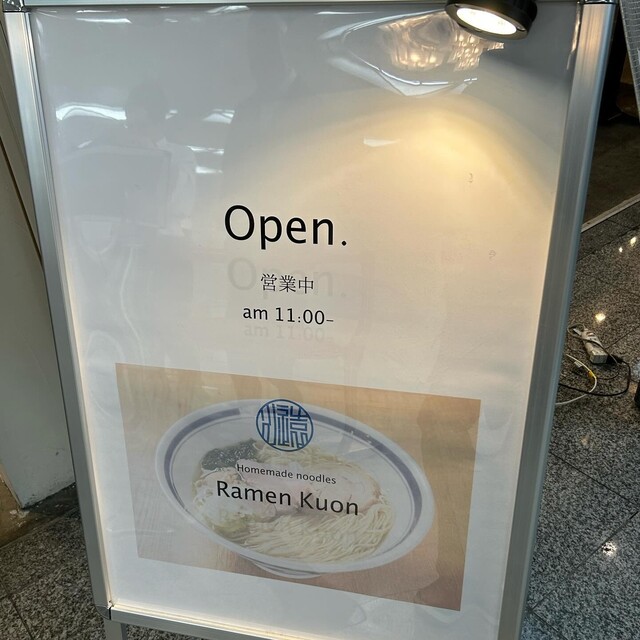 Open.
営業中
am 11:00–
Homemade noodles
Ramen Kuon